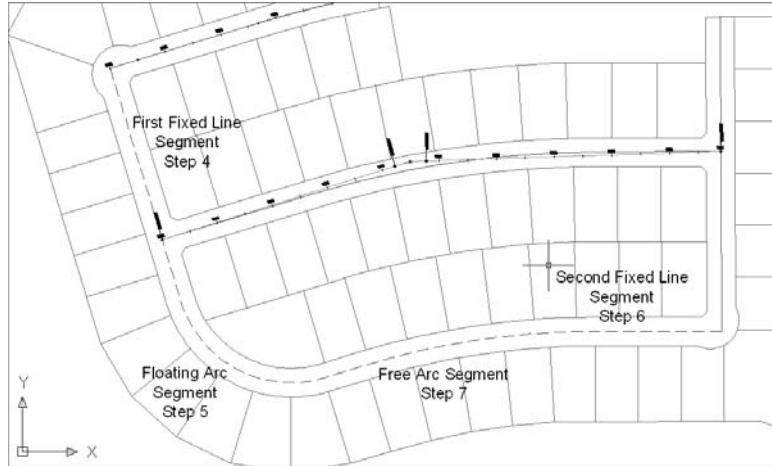 First Fixed Line
Segment
Step 4
Second Fixed Line
Segment
Step 6
Floating Arc
Segment
Step 5
Free Arc Segment
Step 7
Y
X